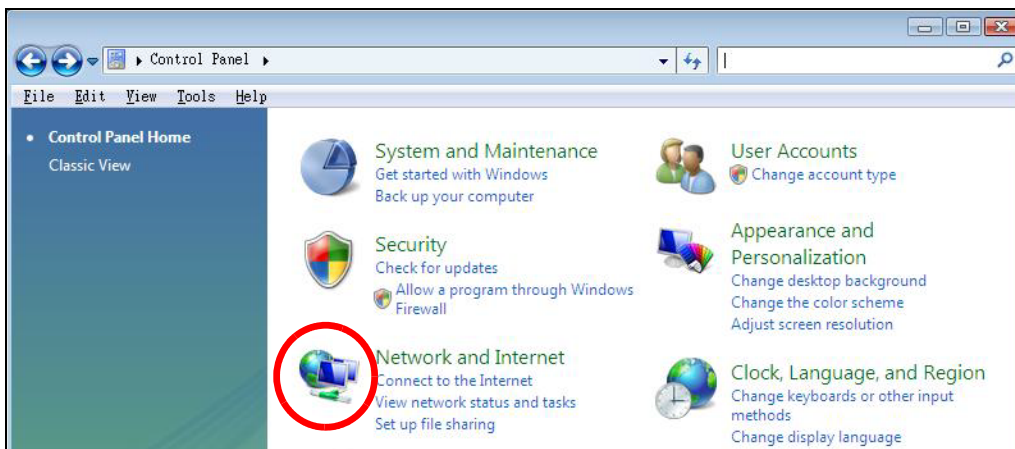 Control Panel
File Edit View Tools Help
Control Panel Home
Classic View
System and Maintenance
Get started with Windows
Back up your computer
Security
Check for updates
Allow a program through Windows
Firewall
Network and Internet
Connect to the Internet
View network status and tasks
Set up file sharing
User Accounts
Change account type
Appearance and
Personalization
Change desktop background
Change the color scheme
Adjust screen resolution
Clock, Language, and Region
Change keyboards or other input
methods
Change display language